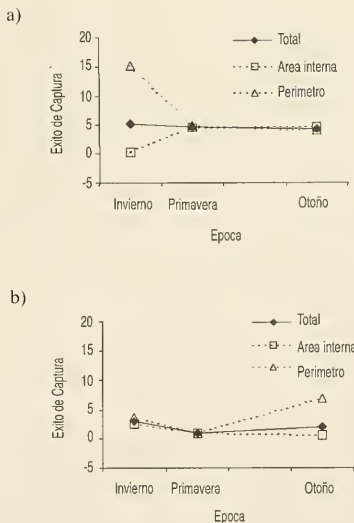 a)
Exito de Captura
20
15
10
5
0
-5
Total
Area interna
Perimetro
Invierno Primavera Otoño
Epoca
b)
Exito de Captura
20
15
10
5
0
-5
Total
Area interna
Perimetro
Invierno Primavera Otoño
Epoca